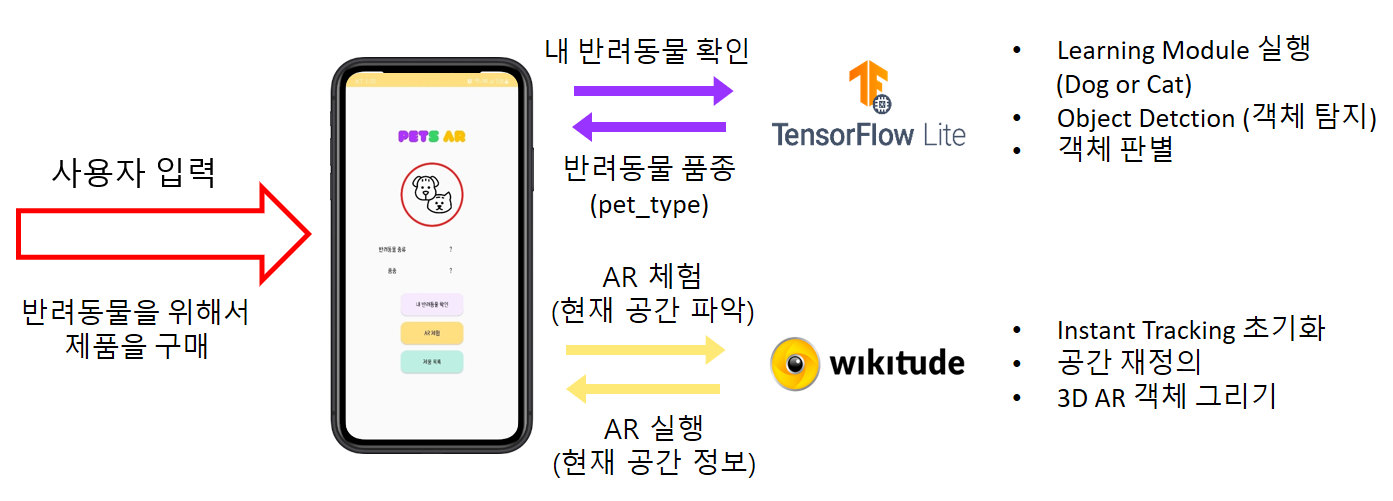 사용자 입력
반려동물을 위해서
제품을 구매
PETS AR
반려동물 종류 ?
품종 ?
내 반려동물 확인
AR 체험
제품 목록
내 반려동물 확인
반려동물 품종
(pet_type)
TensorFlow Lite
• Learning Module 실행
(Dog or Cat)
• Object Detction (객체 탐지)
• 객체 판별
AR 체험
(현재 공간 파악)
AR 실행
(현재 공간 정보)
wikitude
• Instant Tracking 초기화
• 공간 재정의
• 3D AR 객체 그리기